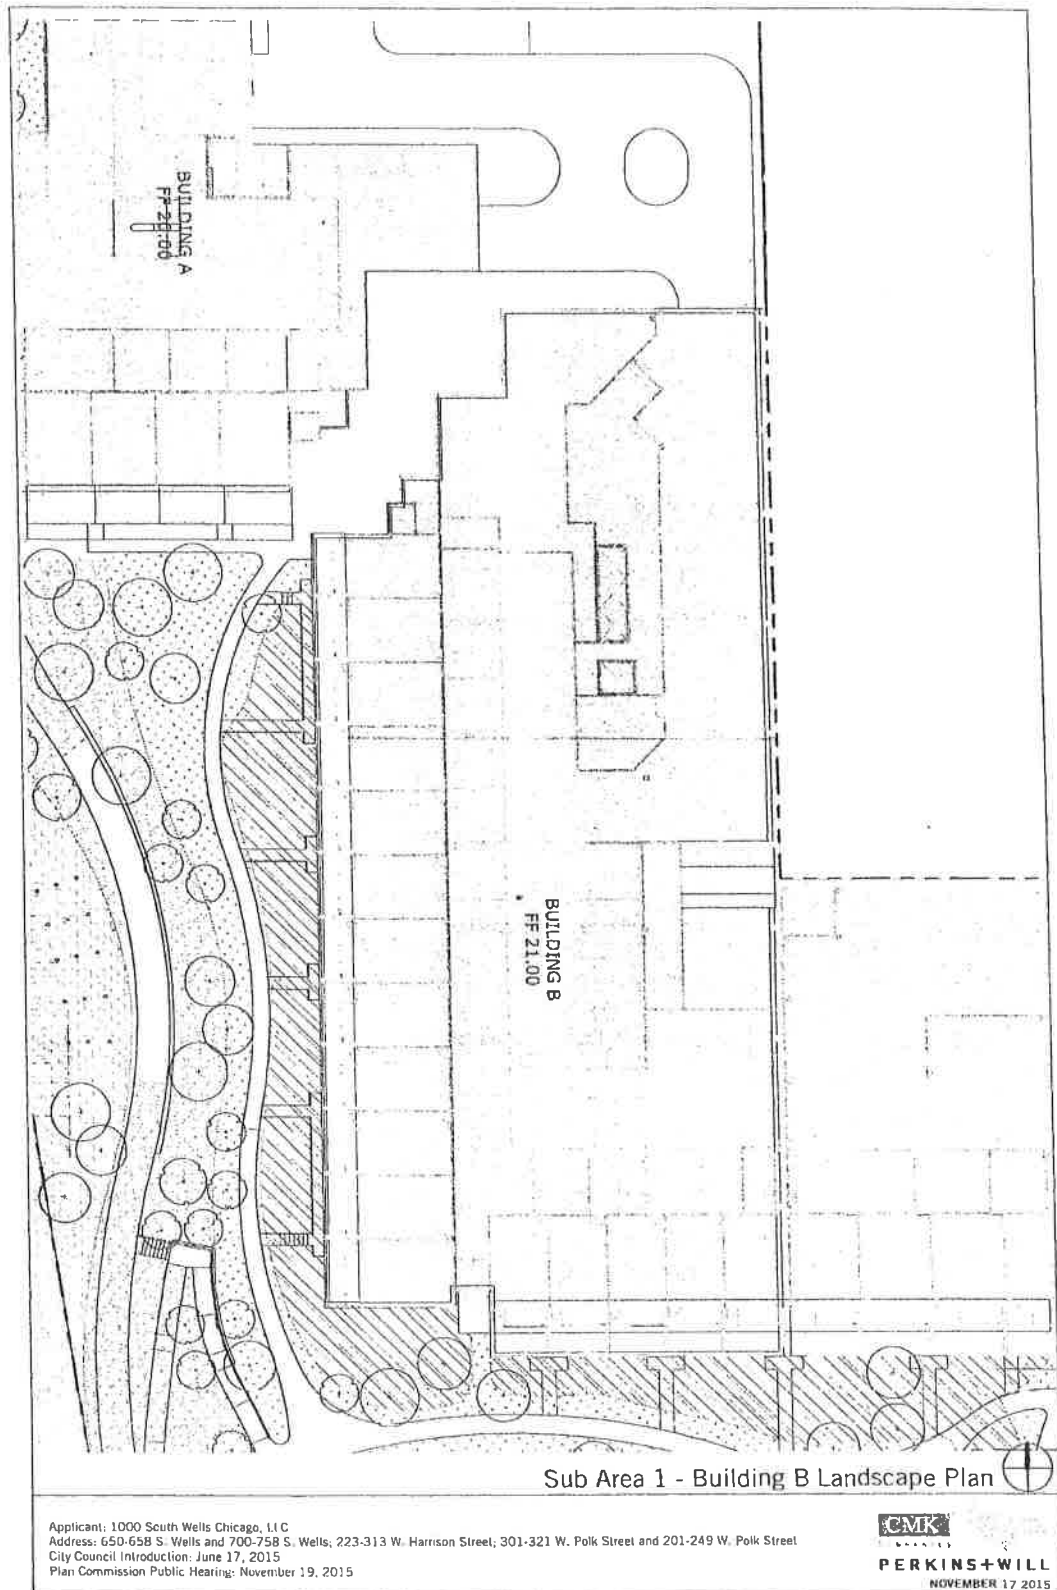 BUILDING A
FF 20.00
BUILDING B
FF 21.00
Sub Area 1 - Building B Landscape Plan
Applicant: 1000 South Wells Chicago, LLC
Address: 650-658 S. Wells and 700-758 S. Wells; 223-313 W. Harrison Street; 301-321 W. Polk Street and 201-249 W. Polk Street
City Council Introduction: June 17, 2015
Plan Commission Public Hearing: November 19, 2015
CMK
PERKINS+WILL
NOVEMBER 17 2015